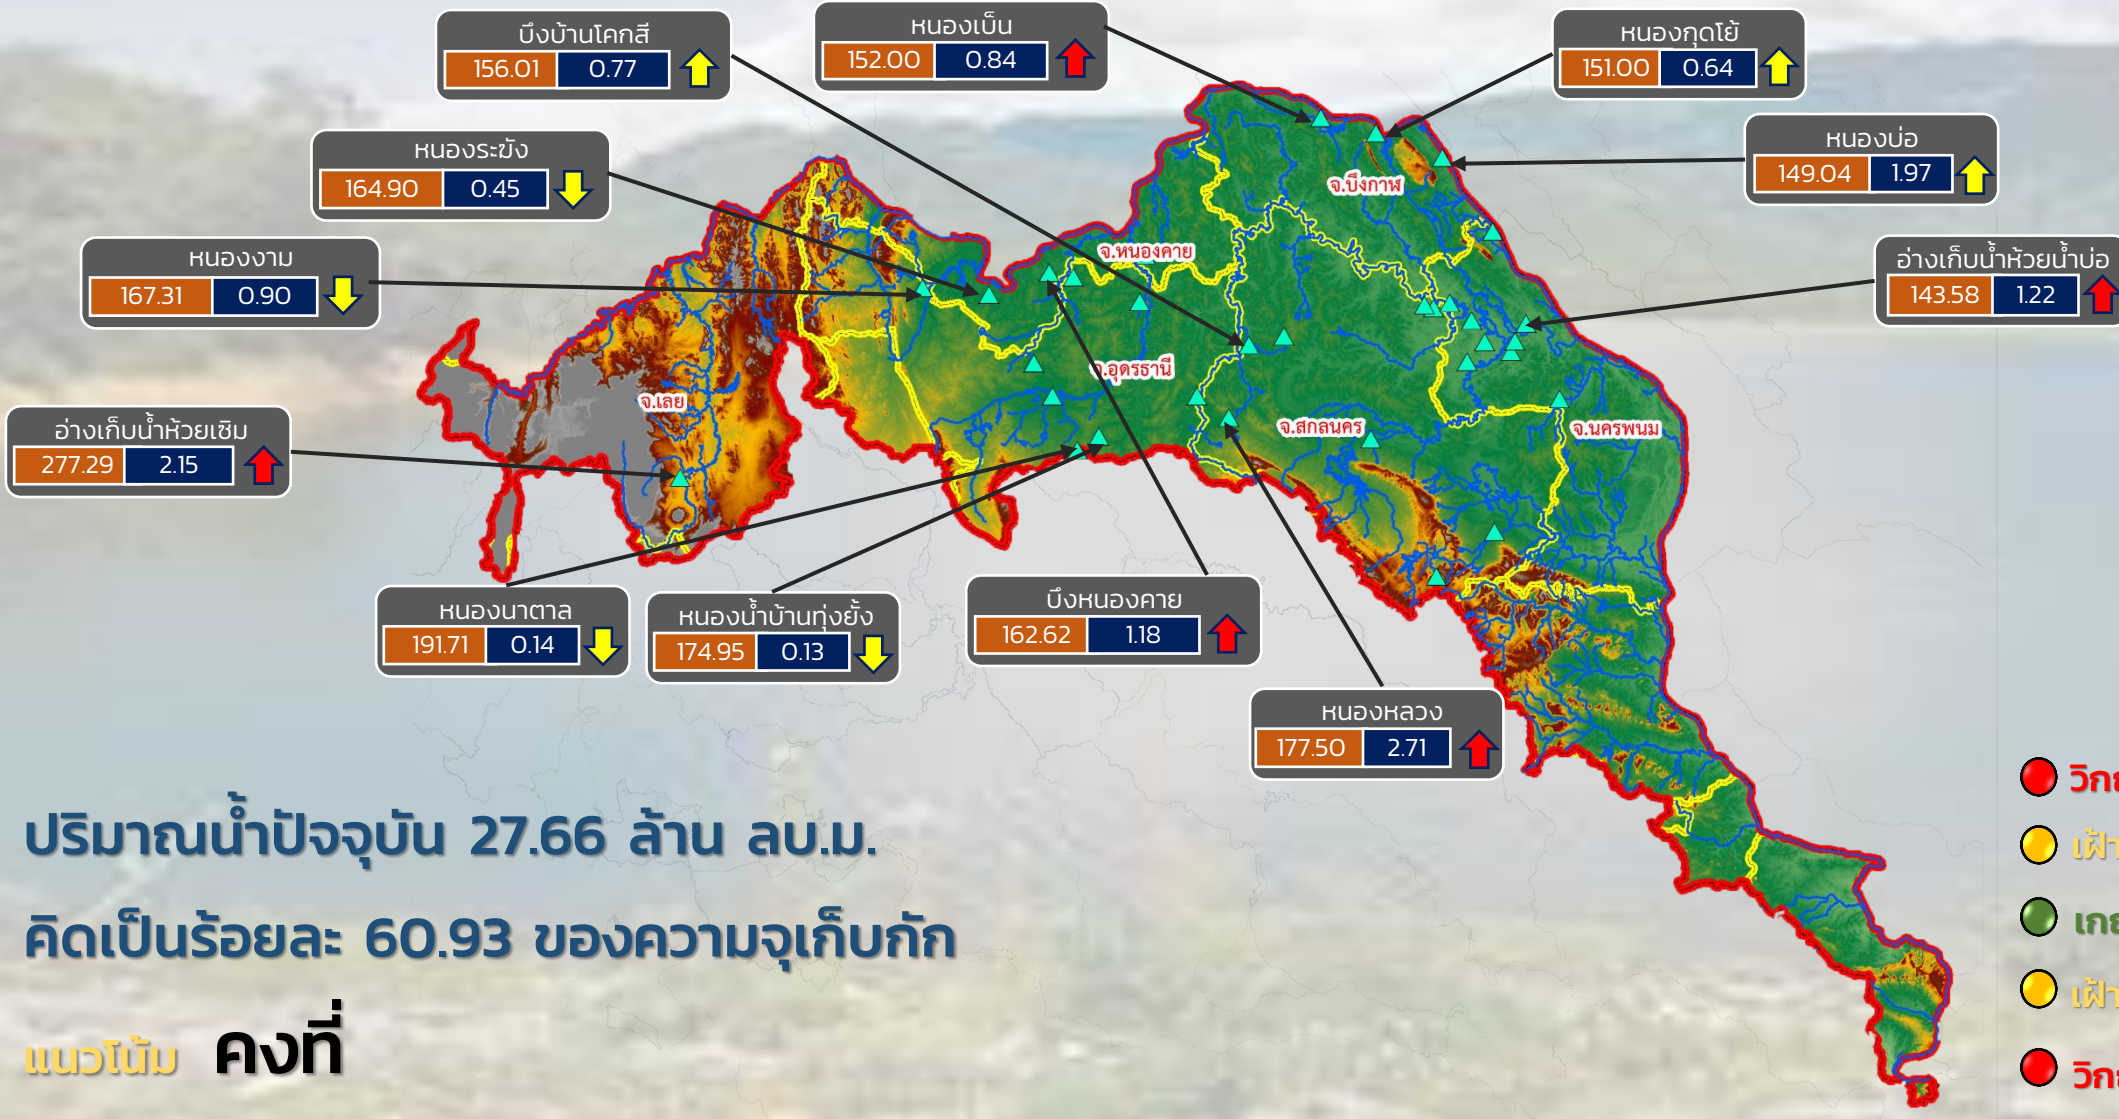 บึงบ้านโคกสี
156.01 0.77
หนองเบ็น
152.00 0.84
หนองกุดโย้
151.00 0.64
หนองระฆัง
164.90 0.45
หนองบ่อ
149.04 1.97
หนองงาม
167.31 0.90
อ่างเก็บน้ำห้วยน้ำบ่อ
143.58 1.22
อ่างเก็บน้ำห้วยเซิม
277.29 2.15
จ.บึงกาฬ
จ.หนองคาย
จ.อุดรธานี
จ.เลย
จ.สกลนคร
จ.นครพนม
หนองนาตาล
191.71 0.14
หนองน้ำบ้านทุ่งยั้ง
174.95 0.13
บึงหนองคาย
162.62 1.18
หนองหลวง
177.50 2.71
ปริมาณน้ำปัจจุบัน 27.66 ล้าน ลบ.ม.
คิดเป็นร้อยละ 60.93 ของความจุเก็บกัก
แนวโน้ม คงที่